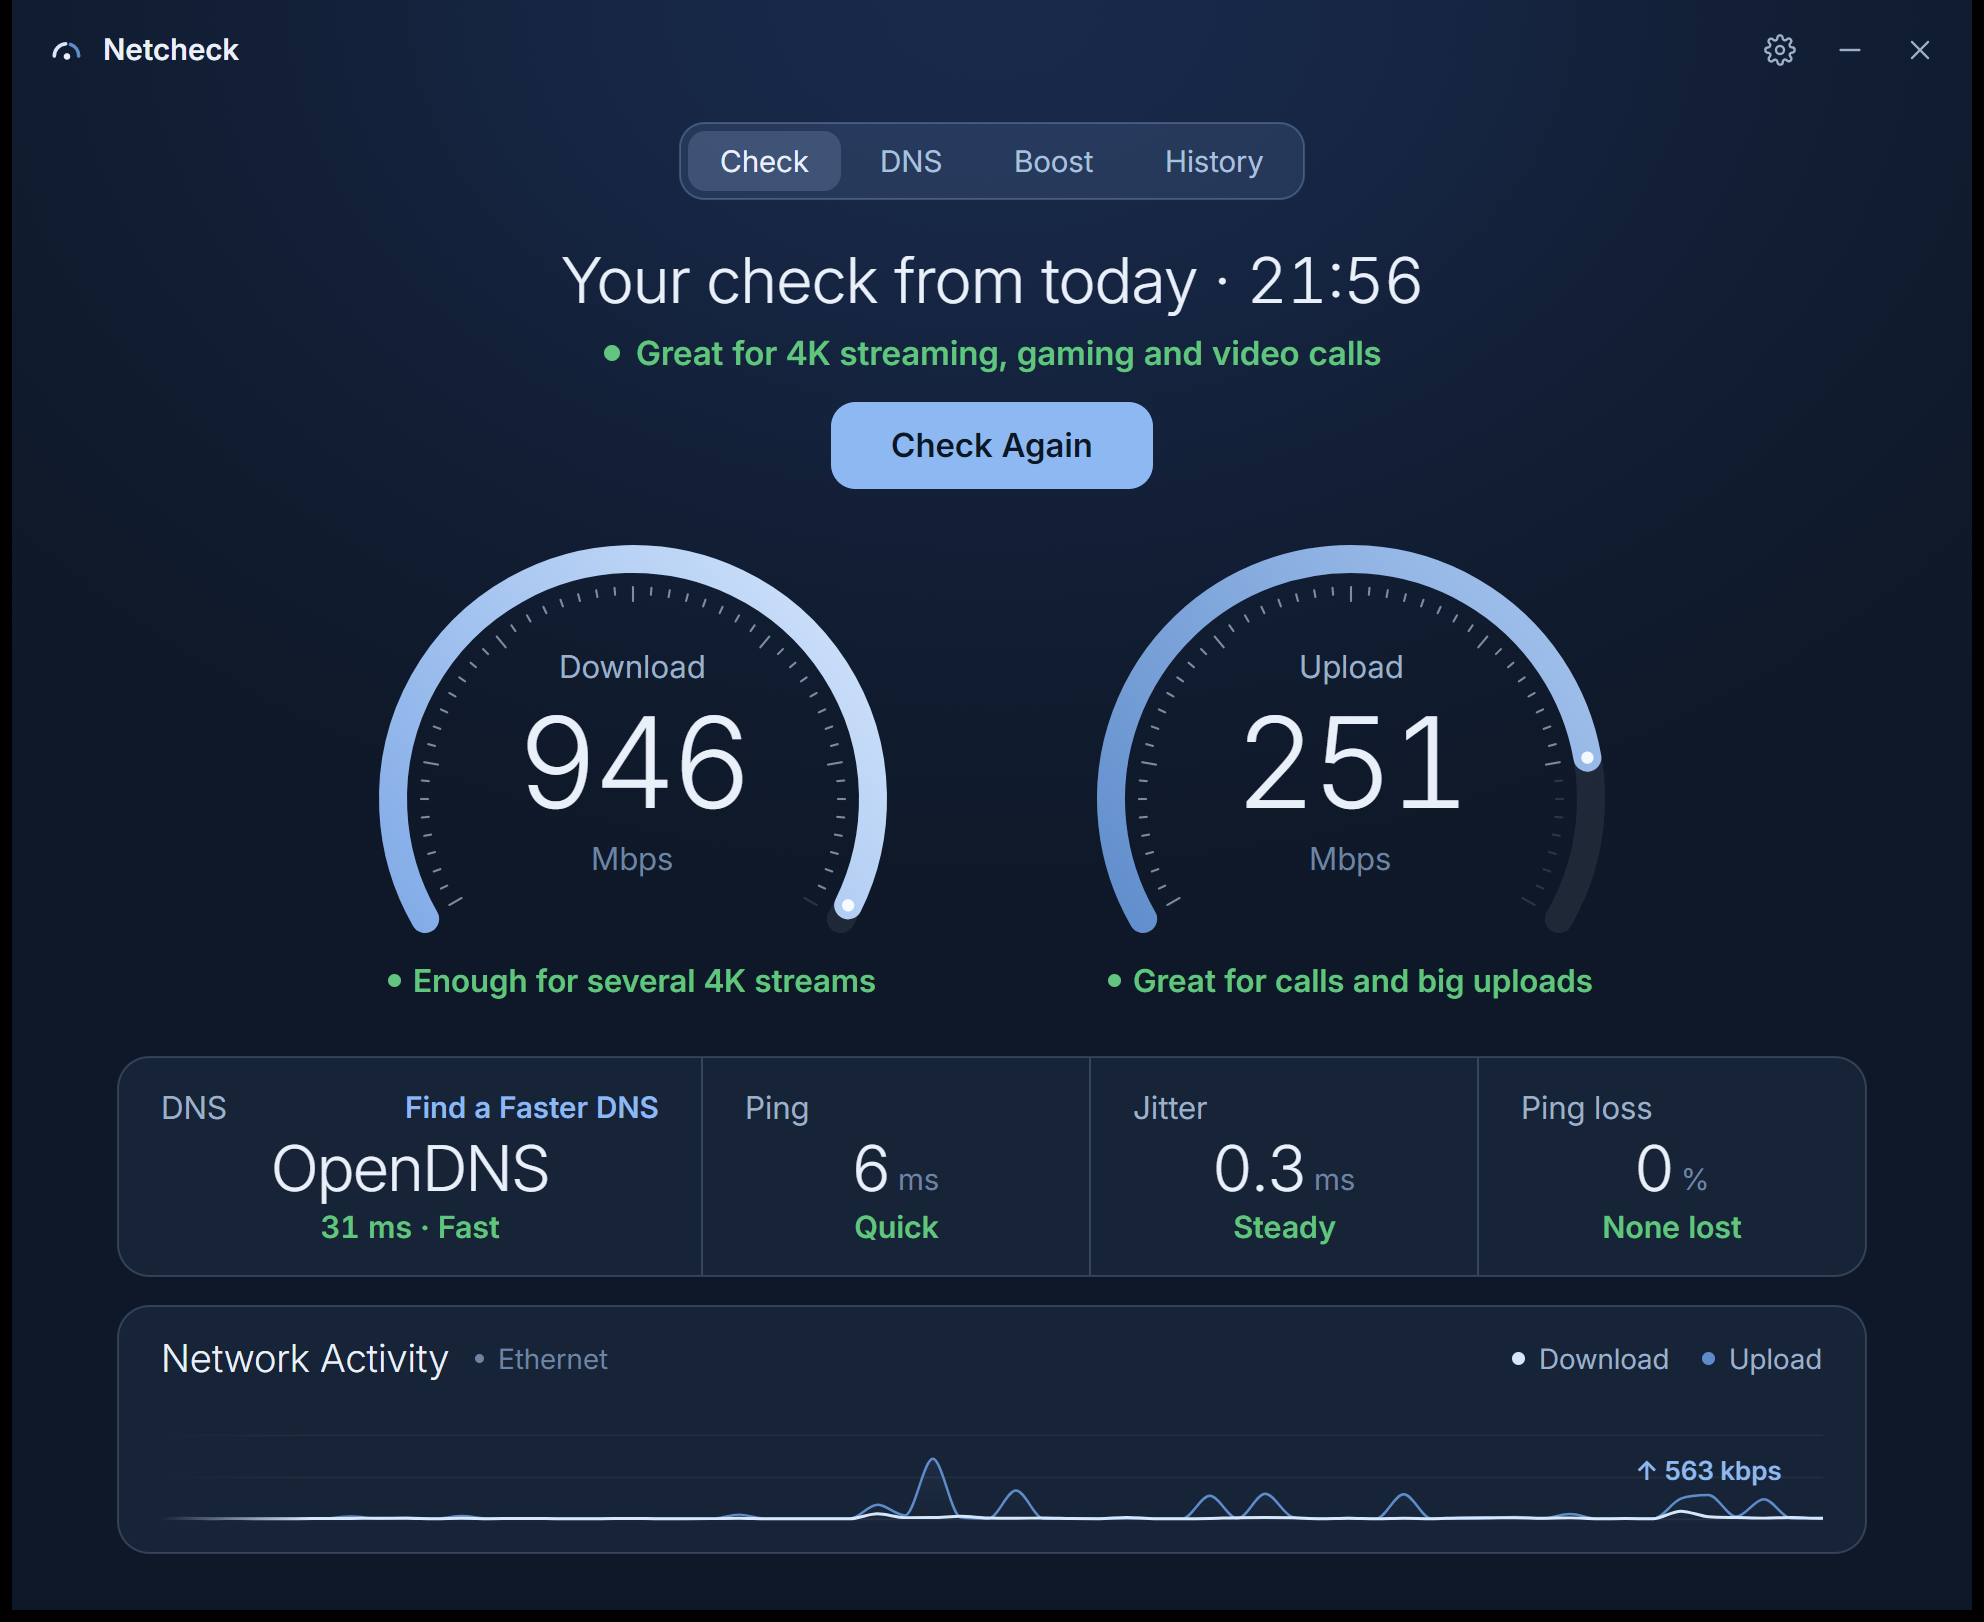 Netcheck
Check DNS Boost History
Your check from today · 21:56
Great for 4K streaming, gaming and video calls
Check Again
Download
946
Mbps
Enough for several 4K streams
Upload
251
Mbps
Great for calls and big uploads
DNS Find a Faster DNS
OpenDNS
31 ms · Fast
Ping
6 ms
Quick
Jitter
0.3 ms
Steady
Ping loss
0 %
None lost
Network Activity • Ethernet
Download Upload
↑ 563 kbps